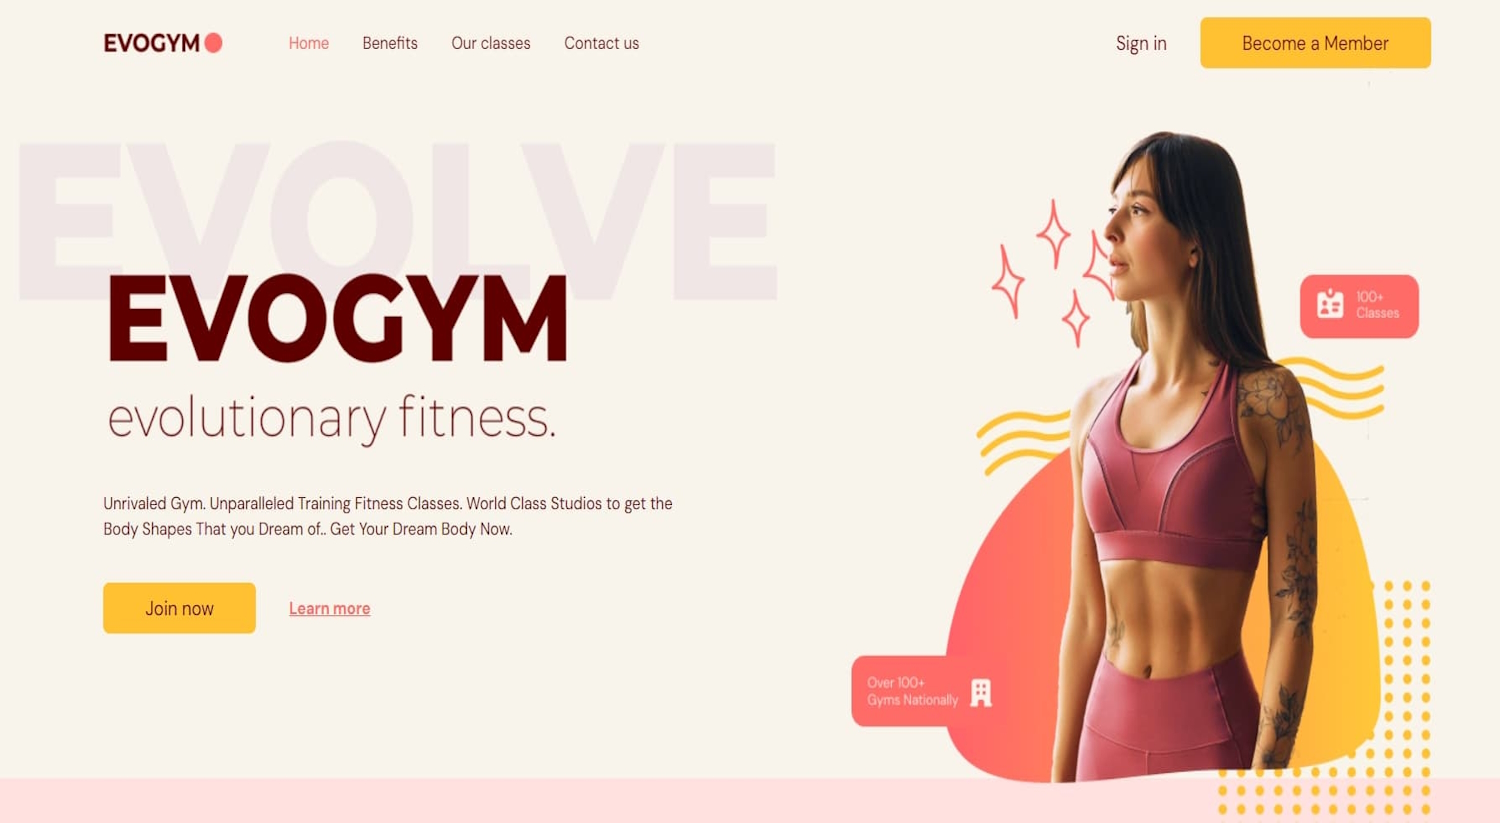 EVOGYM
Home Benefits Our classes Contact us
Sign in Become a Member
EVOLVE
EVOGYM
evolutionary fitness.
Unrivaled Gym. Unparalleled Training Fitness Classes. World Class Studios to get the
Body Shapes That you Dream of.. Get Your Dream Body Now.
Join now Learn more
100+
Classes
Over 100+
Gyms Nationally